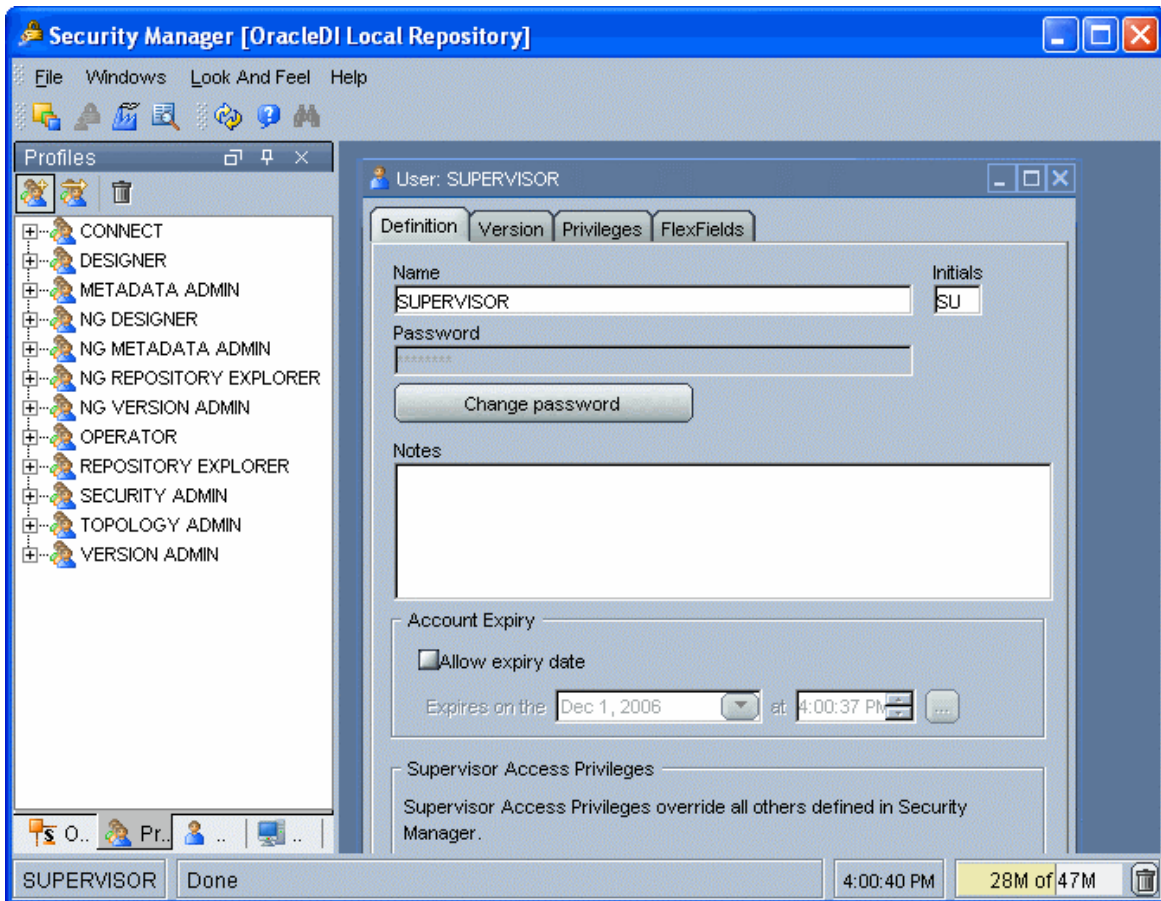 Security Manager [OracleDI Local Repository]
File Windows Look And Feel Help
Profiles
CONNECT
DESIGNER
METADATA ADMIN
NG DESIGNER
NG METADATA ADMIN
NG REPOSITORY EXPLORER
NG VERSION ADMIN
OPERATOR
REPOSITORY EXPLORER
SECURITY ADMIN
TOPOLOGY ADMIN
VERSION ADMIN
O.. Pr.. .. ..
User: SUPERVISOR
Definition Version Privileges FlexFields
Name Initials
SUPERVISOR SU
Password
********
Change password
Notes
Account Expiry
Allow expiry date
Expires on the Dec 1, 2006 at 4:00:37 PM ...
Supervisor Access Privileges
Supervisor Access Privileges override all others defined in Security
Manager.
SUPERVISOR Done 4:00:40 PM 28M of 47M